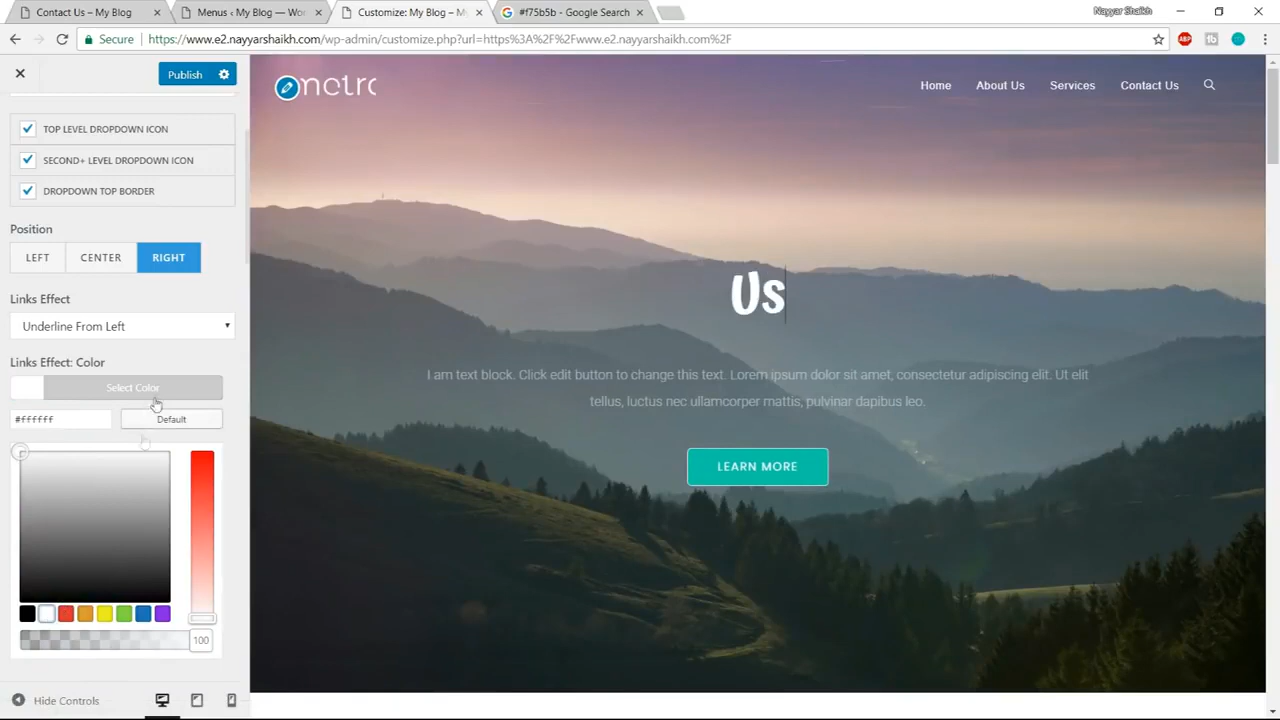 Contact Us – My Blog
Menus ‹ My Blog — Wor
Customize: My Blog – My
#f75b5b - Google Search
Nayyar Shaikh
Secure
https://www.e2.nayyarshaikh.com/wp-admin/customize.php?url=https%3A%2F%2Fwww.e2.nayyarshaikh.com%2F
ABP
tb
Publish
Home
About Us
Services
Contact Us
TOP LEVEL DROPDOWN ICON
SECOND+ LEVEL DROPDOWN ICON
DROPDOWN TOP BORDER
Position
LEFT
CENTER
RIGHT
Links Effect
Underline From Left
Links Effect: Color
Select Color
#ffffff
Default
100
Hide Controls
Us
I am text block. Click edit button to change this text. Lorem ipsum dolor sit amet, consectetur adipiscing elit. Ut elit
tellus, luctus nec ullamcorper mattis, pulvinar dapibus leo.
LEARN MORE